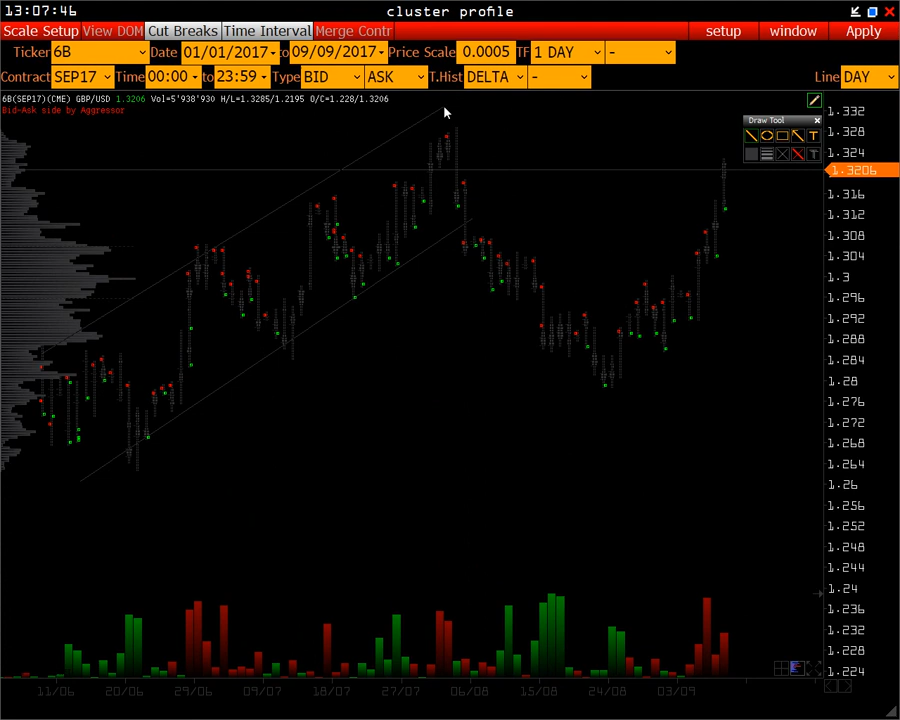 13:07:46 cluster profile
Scale Setup View DOM Cut Breaks Time Interval Merge Contr setup window Apply
Ticker 6B Date 01/01/2017 to 09/09/2017 Price Scale 0.0005 TF 1 DAY -
Contract SEP17 Time 00:00 to 23:59 Type BID ASK T.Hist DELTA - Line DAY
6B(SEP17)(CME) GBP/USD 1.3206 Vol=5'938'930 H/L=1.3285/1.2195 O/C=1.228/1.3206
Bid-Ask side by Aggressor
Draw Tool
T
T
1.332
1.328
1.324
1.3206
1.316
1.312
1.308
1.304
1.3
1.296
1.292
1.288
1.284
1.28
1.276
1.272
1.268
1.264
1.26
1.256
1.252
1.248
1.244
1.24
1.236
1.232
1.228
1.224
11/06 20/06 29/06 09/07 18/07 27/07 06/08 15/08 24/08 03/09